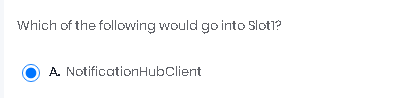 Which of the following would go into Slot1?
A. NotificationHubClient